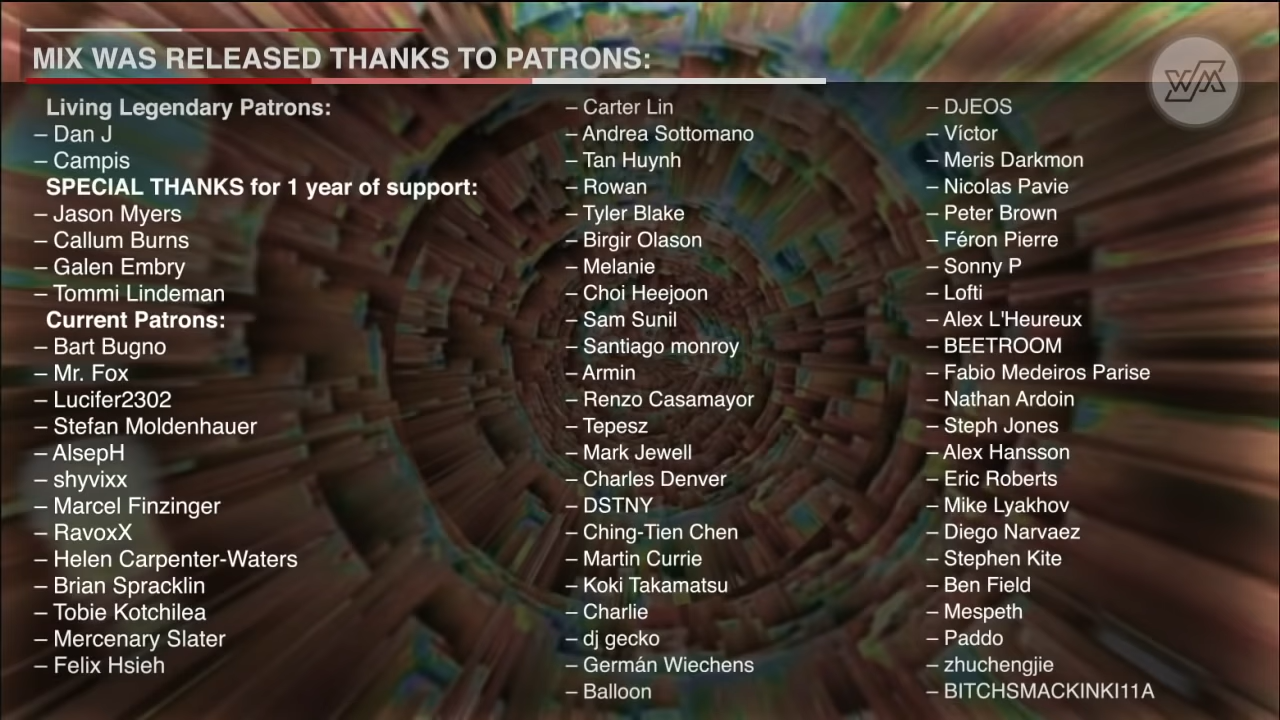 MIX WAS RELEASED THANKS TO PATRONS:
WM
Living Legendary Patrons:
– Dan J
– Campis
SPECIAL THANKS for 1 year of support:
– Jason Myers
– Callum Burns
– Galen Embry
– Tommi Lindeman
Current Patrons:
– Bart Bugno
– Mr. Fox
– Lucifer2302
– Stefan Moldenhauer
– AlsepH
– shyvixx
– Marcel Finzinger
– RavoxX
– Helen Carpenter-Waters
– Brian Spracklin
– Tobie Kotchilea
– Mercenary Slater
– Felix Hsieh
– Carter Lin
– Andrea Sottomano
– Tan Huynh
– Rowan
– Tyler Blake
– Birgir Olason
– Melanie
– Choi Heejoon
– Sam Sunil
– Santiago monroy
– Armin
– Renzo Casamayor
– Tepesz
– Mark Jewell
– Charles Denver
– DSTNY
– Ching-Tien Chen
– Martin Currie
– Koki Takamatsu
– Charlie
– dj gecko
– Germán Wiechens
– Balloon
– DJEOS
– Víctor
– Meris Darkmon
– Nicolas Pavie
– Peter Brown
– Féron Pierre
– Sonny P
– Lofti
– Alex L'Heureux
– BEETROOM
– Fabio Medeiros Parise
– Nathan Ardoin
– Steph Jones
– Alex Hansson
– Eric Roberts
– Mike Lyakhov
– Diego Narvaez
– Stephen Kite
– Ben Field
– Mespeth
– Paddo
– zhuchengjie
– BITCHSMACKINKI11A